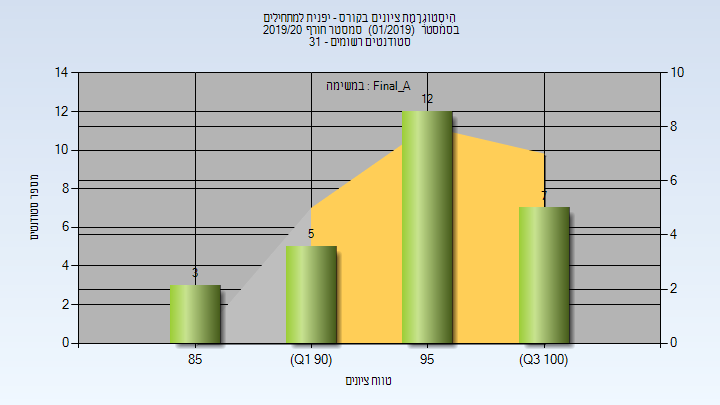 היסטוגרמת ציונים בקורס - יפנית למתחילים
בסמסטר (01/2019) סמסטר חורף 2019/20
סטודנטים רשומים - 31
במשימה : Final_A
מספר סטודנטים
14
12
10
8
6
4
2
0
10
8
6
4
2
0
3
5
12
7
85
(Q1 90)
95
(Q3 100)
טווח ציונים